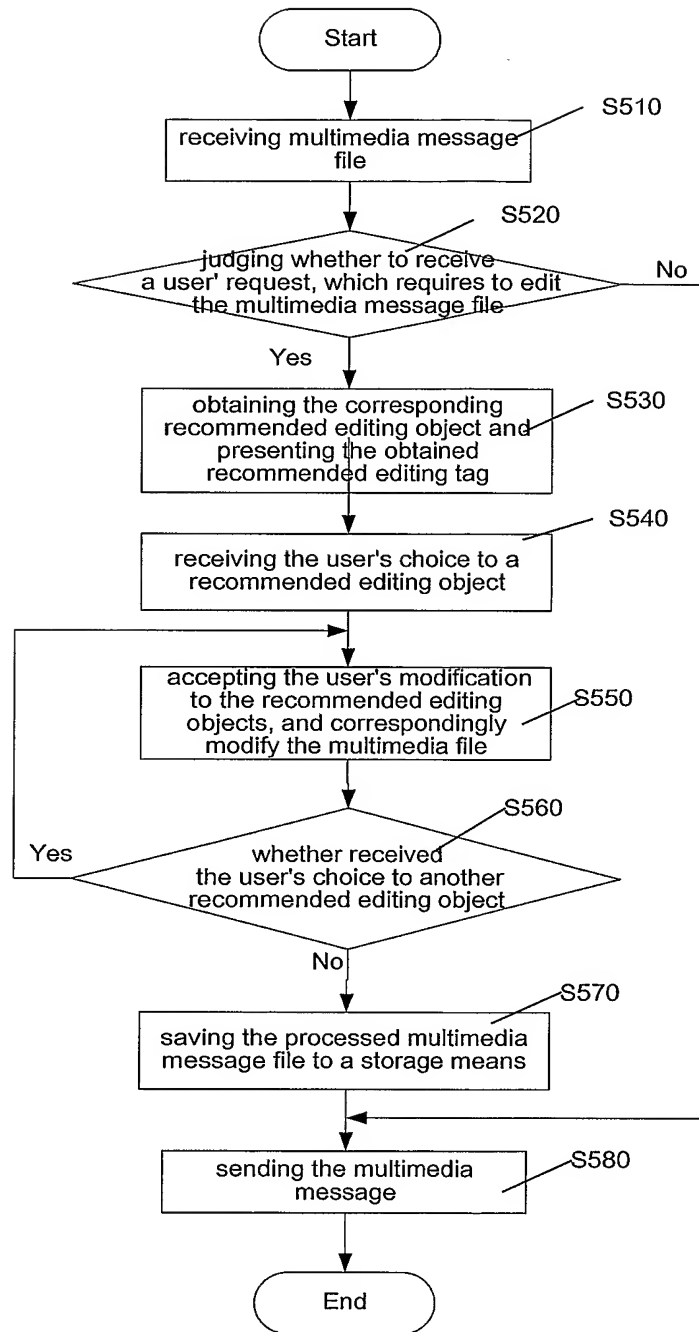 Start
S510
receiving multimedia message
file
S520
judging whether to receive
a user' request, which requires to edit
the multimedia message file
No
Yes
S530
obtaining the corresponding
recommended editing object and
presenting the obtained
recommended editing tag
S540
receiving the user's choice to a
recommended editing object
accepting the user's modification
to the recommended editing
objects, and correspondingly
modify the multimedia file
S550
S560
Yes
whether received
the user's choice to another
recommended editing object
No
S570
saving the processed multimedia
message file to a storage means
S580
sending the multimedia
message
End